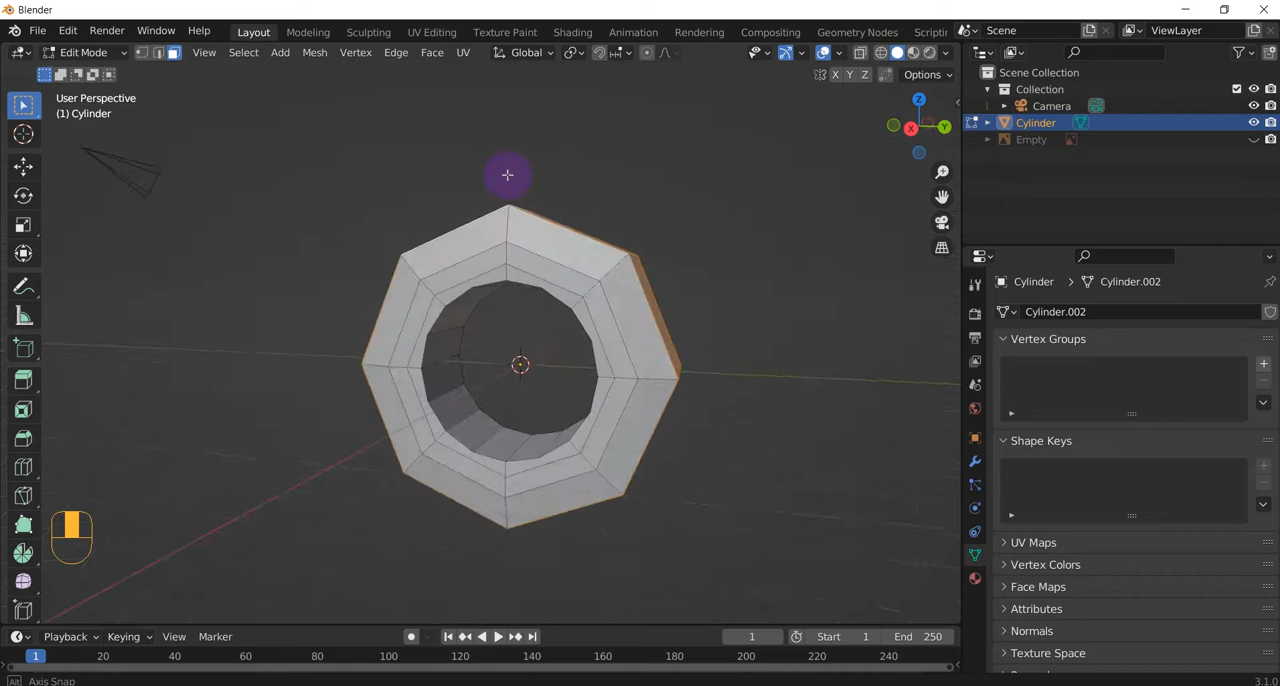 Blender
File Edit Render Window Help Layout Modeling Sculpting UV Editing Texture Paint Shading Animation Rendering Compositing Geometry Nodes Scriptin Scene ViewLayer
Edit Mode View Select Add Mesh Vertex Edge Face UV Global
X Y Z Options
User Perspective
(1) Cylinder
Z
X Y
Scene Collection
Collection
Camera
Cylinder
Empty
Cylinder > Cylinder.002
Cylinder.002
Vertex Groups
Shape Keys
UV Maps
Vertex Colors
Face Maps
Attributes
Normals
Texture Space
Playback Keying View Marker 1 Start 1 End 250
1 20 40 60 80 100 120 140 160 180 200 220 240
Alt Axis Snap 3.1.0